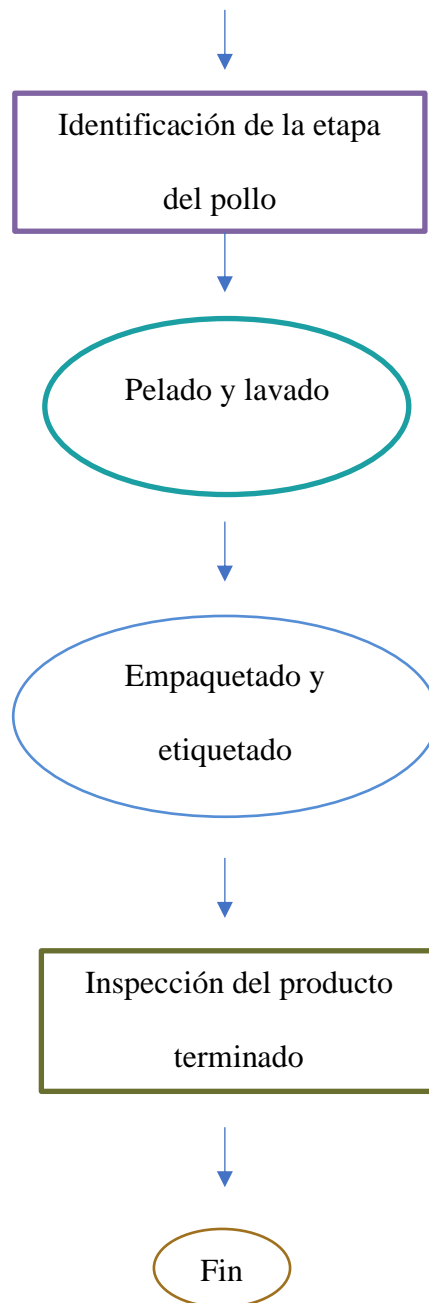 Identificación de la etapa
del pollo
Pelado y lavado
Empaquetado y
etiquetado
Inspección del producto
terminado
Fin